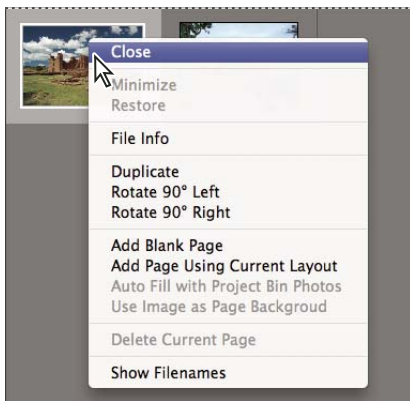 Close
Minimize
Restore
File Info
Duplicate
Rotate 90° Left
Rotate 90° Right
Add Blank Page
Add Page Using Current Layout
Auto Fill with Project Bin Photos
Use Image as Page Backgroud
Delete Current Page
Show Filenames